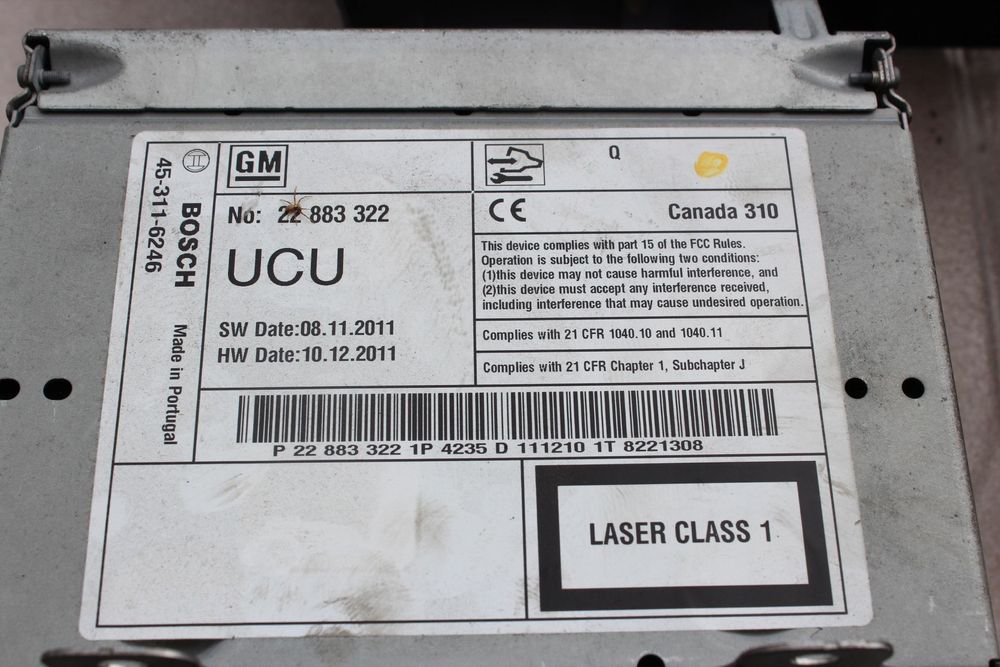 45-311-6246
BOSCH
Made in Portugal
GM
No: 22 883 322
UCU
SW Date:08.11.2011
HW Date:10.12.2011
Q
CE
Canada 310
This device complies with part 15 of the FCC Rules.
Operation is subject to the following two conditions:
(1)this device may not cause harmful interference, and
(2)this device must accept any interference received,
including interference that may cause undesired operation.
Complies with 21 CFR 1040.10 and 1040.11
Complies with 21 CFR Chapter 1, Subchapter J
P 22 883 322 1P 4235 D 111210 1T 8221308
LASER CLASS 1